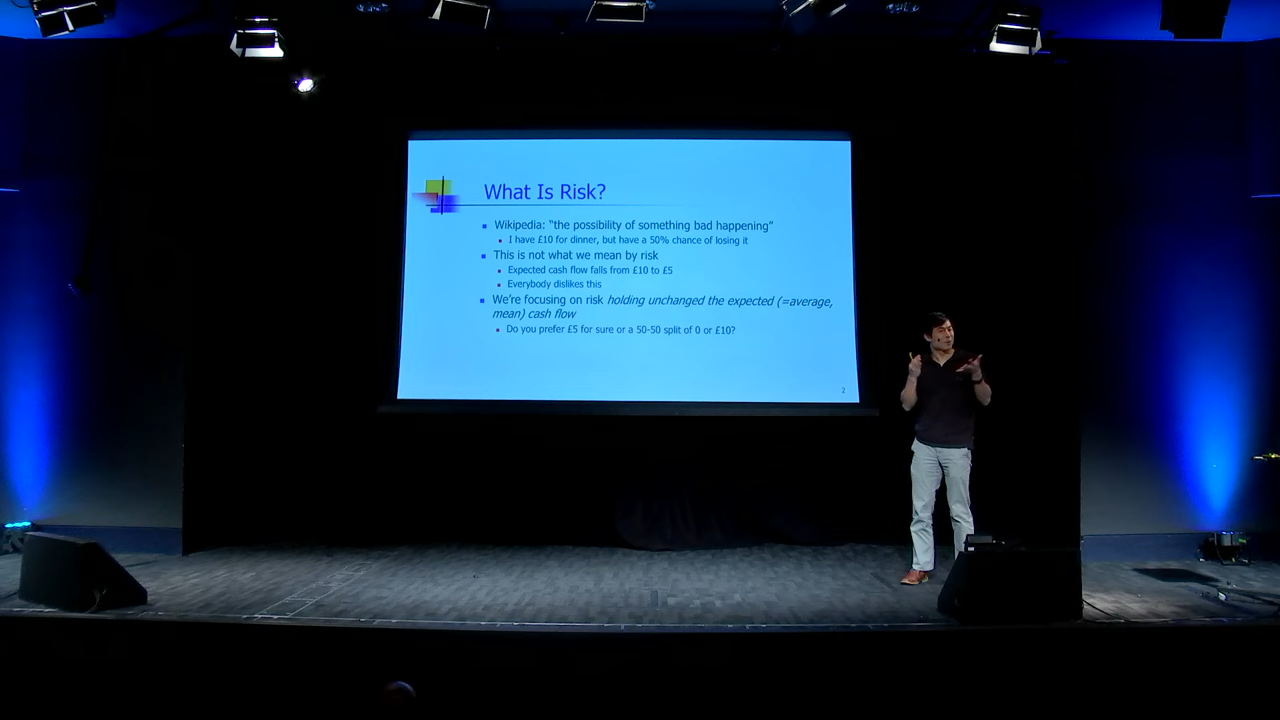 What Is Risk?
Wikipedia: “the possibility of something bad happening”
I have £10 for dinner, but have a 50% chance of losing it
This is not what we mean by risk
Expected cash flow falls from £10 to £5
Everybody dislikes this
We're focusing on risk holding unchanged the expected (=average,
mean) cash flow
Do you prefer £5 for sure or a 50-50 split of 0 or £10?
2